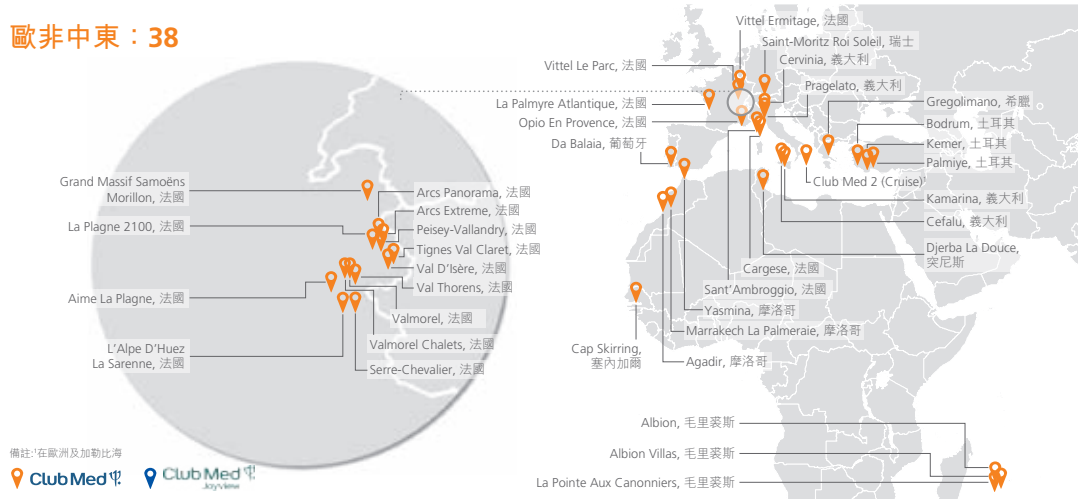 歐非中東：38
Vittel Ermitage, 法國
Saint-Moritz Roi Soleil, 瑞士
Cervinia, 義大利
Vittel Le Parc, 法國
Pragelato, 義大利
La Palmyre Atlantique, 法國
Gregolimano, 希臘
Opio En Provence, 法國
Bodrum, 土耳其
Da Balaia, 葡萄牙
Kemer, 土耳其
Palmiye, 土耳其
Club Med 2 (Cruise)¹
Kamarina, 義大利
Cefalu, 義大利
Djerba La Douce,
突尼斯
Cargese, 法國
Sant'Ambroggio, 法國
Yasmina, 摩洛哥
Marrakech La Palmeraie, 摩洛哥
Agadir, 摩洛哥
Cap Skirring,
塞內加爾
Albion, 毛里裘斯
Albion Villas, 毛里裘斯
La Pointe Aux Canonniers, 毛里裘斯
Grand Massif Samoëns
Morillon, 法國
La Plagne 2100, 法國
Aime La Plagne, 法國
L'Alpe D'Huez
La Sarenne, 法國
Arcs Panorama, 法國
Arcs Extreme, 法國
Peisey-Vallandry, 法國
Tignes Val Claret, 法國
Val D'Isère, 法國
Val Thorens, 法國
Valmorel, 法國
Valmorel Chalets, 法國
Serre-Chevalier, 法國
備註:¹在歐洲及加勒比海
Club Med
Club Med
Joyview